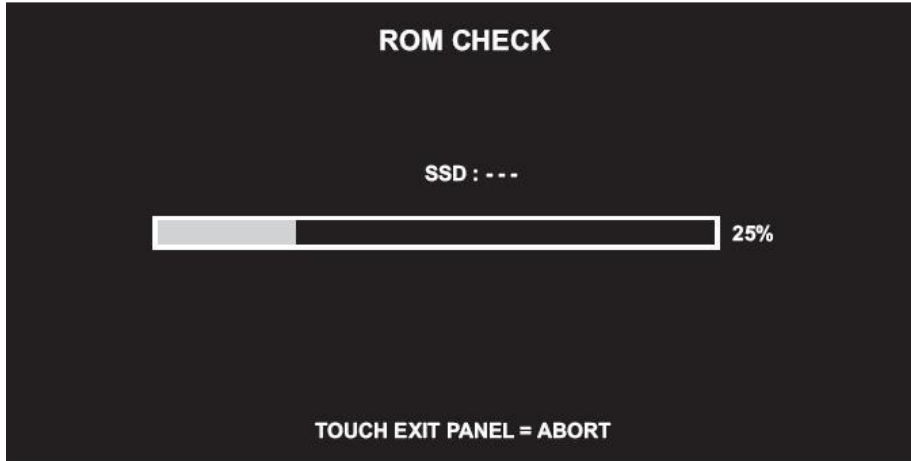 ROM CHECK
SSD : - - -
25%
TOUCH EXIT PANEL = ABORT